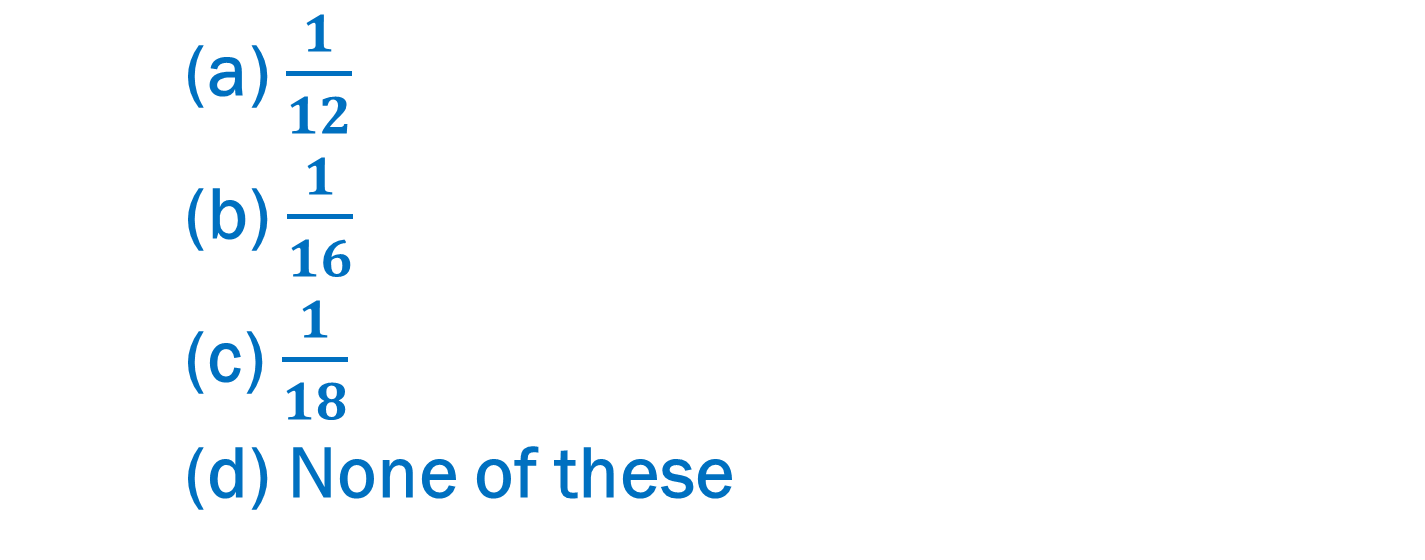 (a) 1/12
(b) 1/16
(c) 1/18
(d) None of these